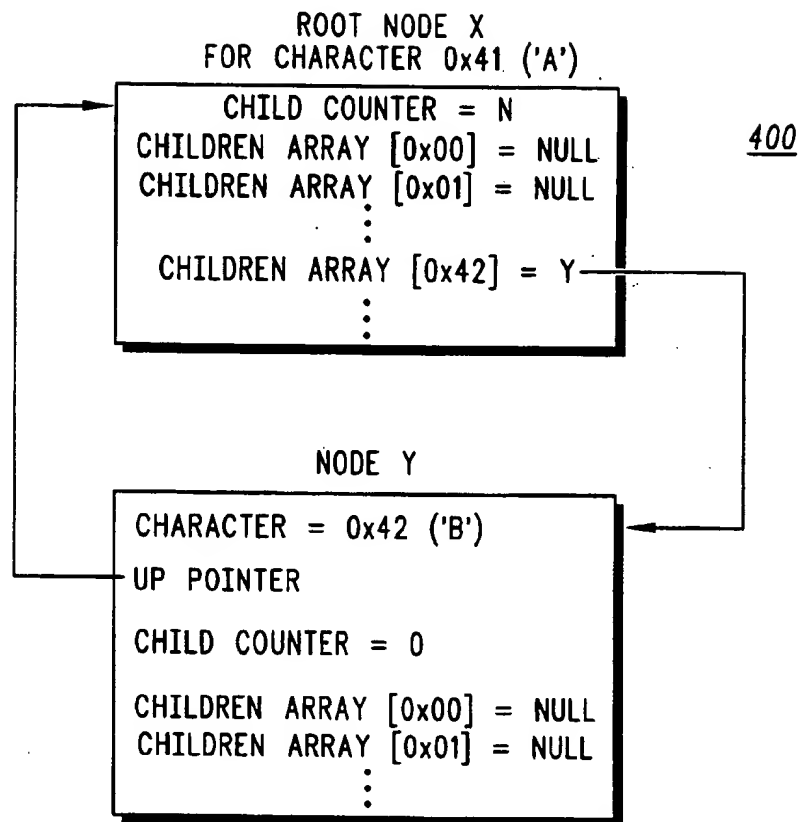 ROOT NODE X
FOR CHARACTER 0x41 ('A')
CHILD COUNTER = N
CHILDREN ARRAY [0x00] = NULL
CHILDREN ARRAY [0x01] = NULL
CHILDREN ARRAY [0x42] = Y
400
NODE Y
CHARACTER = 0x42 ('B')
UP POINTER
CHILD COUNTER = 0
CHILDREN ARRAY [0x00] = NULL
CHILDREN ARRAY [0x01] = NULL